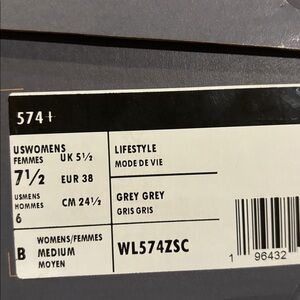 574+
USWOMENS
FEMMES
7½
UK 5½
EUR 38
USMENS
HOMMES
6
CM 24½
B
WOMENS/FEMMES
MEDIUM
MOYEN
LIFESTYLE
MODE DE VIE
GREY GREY
GRIS GRIS
WL574ZSC
1 96432